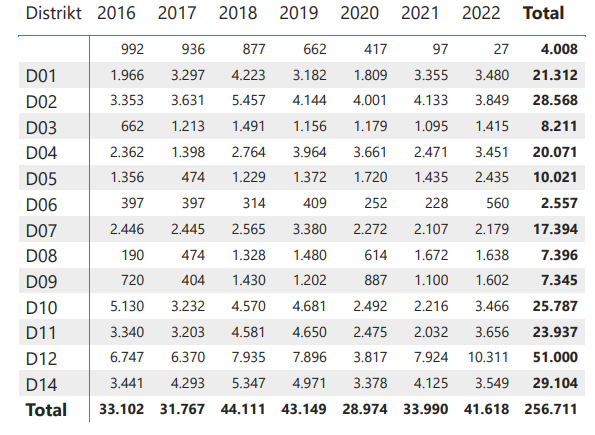 Distrikt 2016 2017 2018 2019 2020 2021 2022 Total
992 936 877 662 417 97 27 4.008
D01 1.966 3.297 4.223 3.182 1.809 3.355 3.480 21.312
D02 3.353 3.631 5.457 4.144 4.001 4.133 3.849 28.568
D03 662 1.213 1.491 1.156 1.179 1.095 1.415 8.211
D04 2.362 1.398 2.764 3.964 3.661 2.471 3.451 20.071
D05 1.356 474 1.229 1.372 1.720 1.435 2.435 10.021
D06 397 397 314 409 252 228 560 2.557
D07 2.446 2.445 2.565 3.380 2.272 2.107 2.179 17.394
D08 190 474 1.328 1.480 614 1.672 1.638 7.396
D09 720 404 1.430 1.202 887 1.100 1.602 7.345
D10 5.130 3.232 4.570 4.681 2.492 2.216 3.466 25.787
D11 3.340 3.203 4.581 4.650 2.475 2.032 3.656 23.937
D12 6.747 6.370 7.935 7.896 3.817 7.924 10.311 51.000
D14 3.441 4.293 5.347 4.971 3.378 4.125 3.549 29.104
Total 33.102 31.767 44.111 43.149 28.974 33.990 41.618 256.711